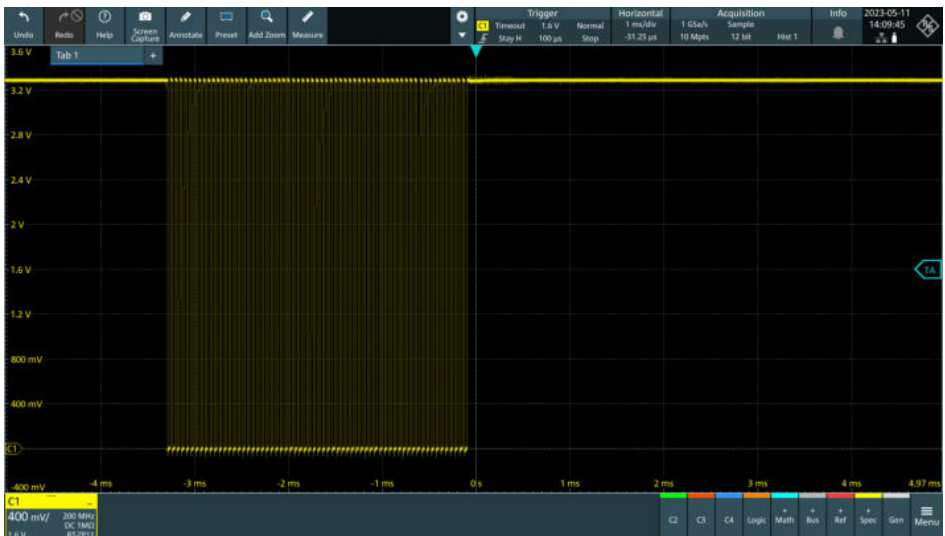 Undo Redo Help Screen Capture Annotate Preset Add Zoom Measure
Trigger Horizontal Acquisition Info 2023-05-11
C1 Timeout 1.6 V Normal 1 ms/div 1 GSa/s Sample 14:09:45
Stay H 100 µs Stop -31.25 µs 10 Mpts 12 bit Hist 1
3.6 V Tab 1 +
3.2 V
2.8 V
2.4 V
2 V
1.6 V TA
1.2 V
800 mV
400 mV
C1
-400 mV -4 ms -3 ms -2 ms -1 ms 0 s 1 ms 2 ms 3 ms 4 ms 4.97 ms
C1
400 mV/ 200 MHz
DC 1MΩ
1.6 V RT-ZP11
C2 C3 C4 Logic + Math + Bus + Ref + Spec Gen Menu